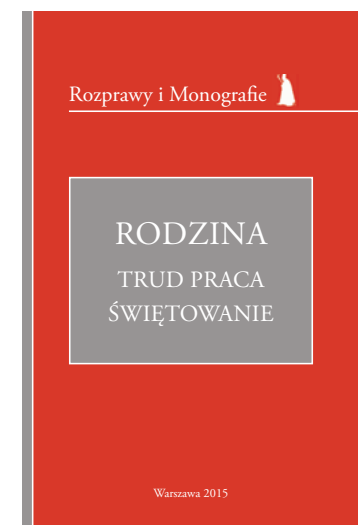 Rozprawy i Monografie
RODZINA
TRUD PRACA
ŚWIĘTOWANIE
Warszawa 2015